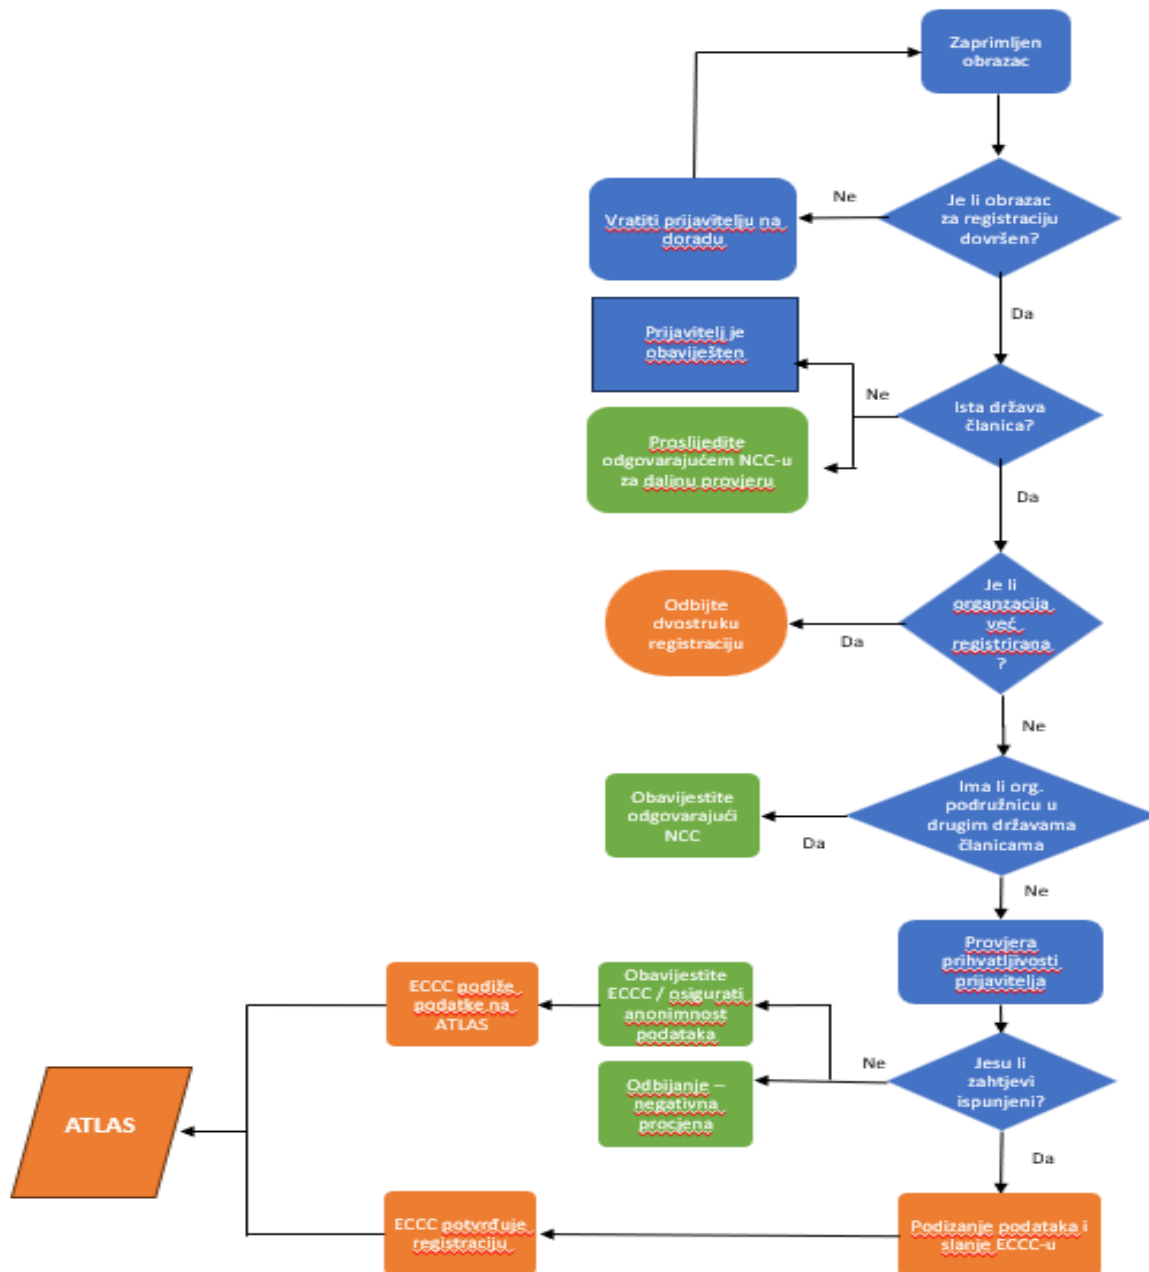 Zaprimljen
obrazac
Je li obrazac
za registraciju
dovršen?
Ne
Vratiti prijavitelju na
doradu
Da
Prijavitelj je
obaviješten
Ista država
članica?
Ne
Proslijedite
odgovarajućem NCC-u
za daljnu provjeru
Da
Je li
organzacija
već
registrirana
?
Odbijte
dvostruku
registraciju
Da
Ne
Ima li org.
podružnicu u
drugim državama
članicama
Obavijestite
odgovarajući
NCC
Da
Ne
Provjera
prihvatljivosti
prijavitelja
ECCC podiže
podatke na
ATLAS
Obavijestite
ECCC / osigurati
anonimnost
podataka
Ne
Jesu li
zahtjevi
ispunjeni?
Odbijanje –
negativna
procjena
ATLAS
Da
ECCC potvrđuje
registraciju
Podizanje podataka i
slanje ECCC-u